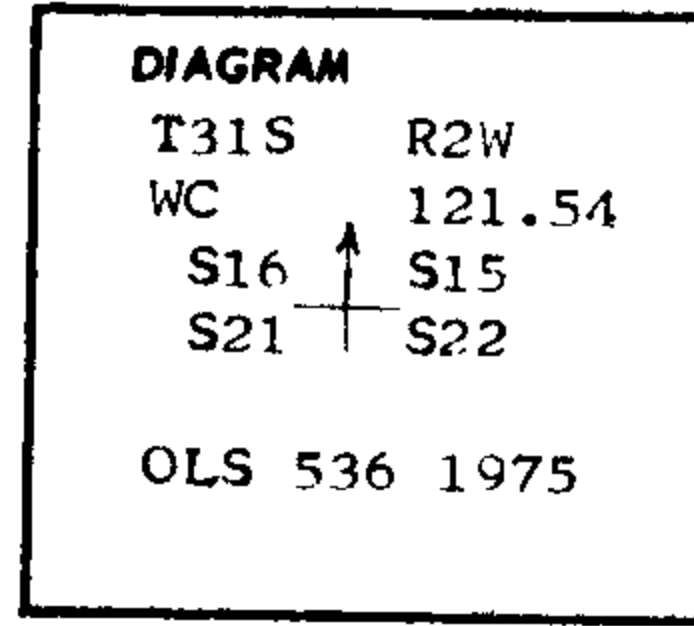 DIAGRAM
T31S R2W
WC 121.54
S16 S15
S21 S22
OLS 536 1975